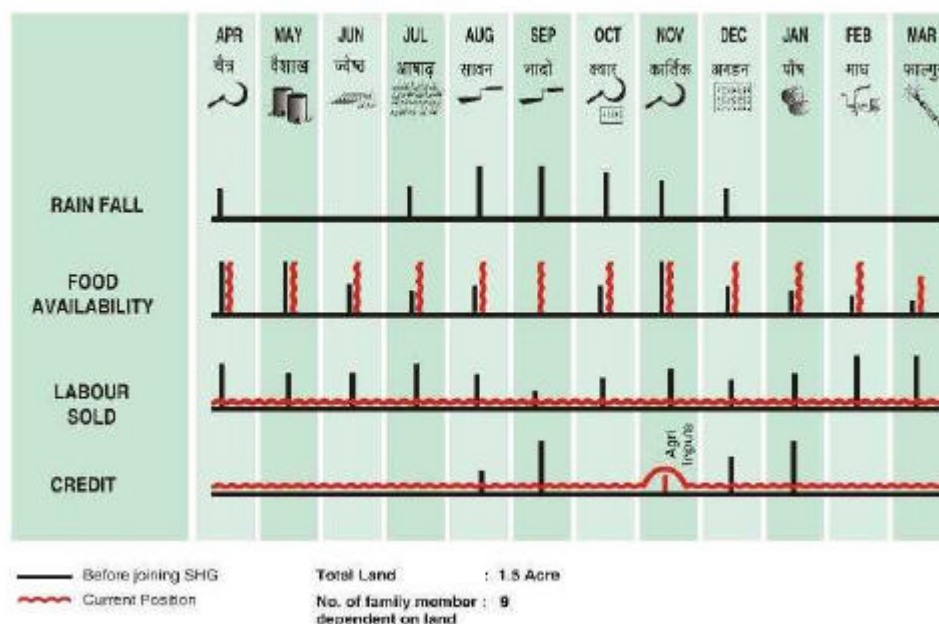 APR MAY JUN JUL AUG SEP OCT NOV DEC JAN FEB MAR
चैत्र वैशाख ज्येष्ठ आषाढ़ सावन भादो क्वार कार्तिक अगहन पौष माघ फाल्गु
RAIN FALL
FOOD
AVAILABILITY
LABOUR
SOLD
Agri
Inputs
CREDIT
Before joining SHG
Current Position
Total Land : 1.5 Acre
No. of family member : 9
dependent on land